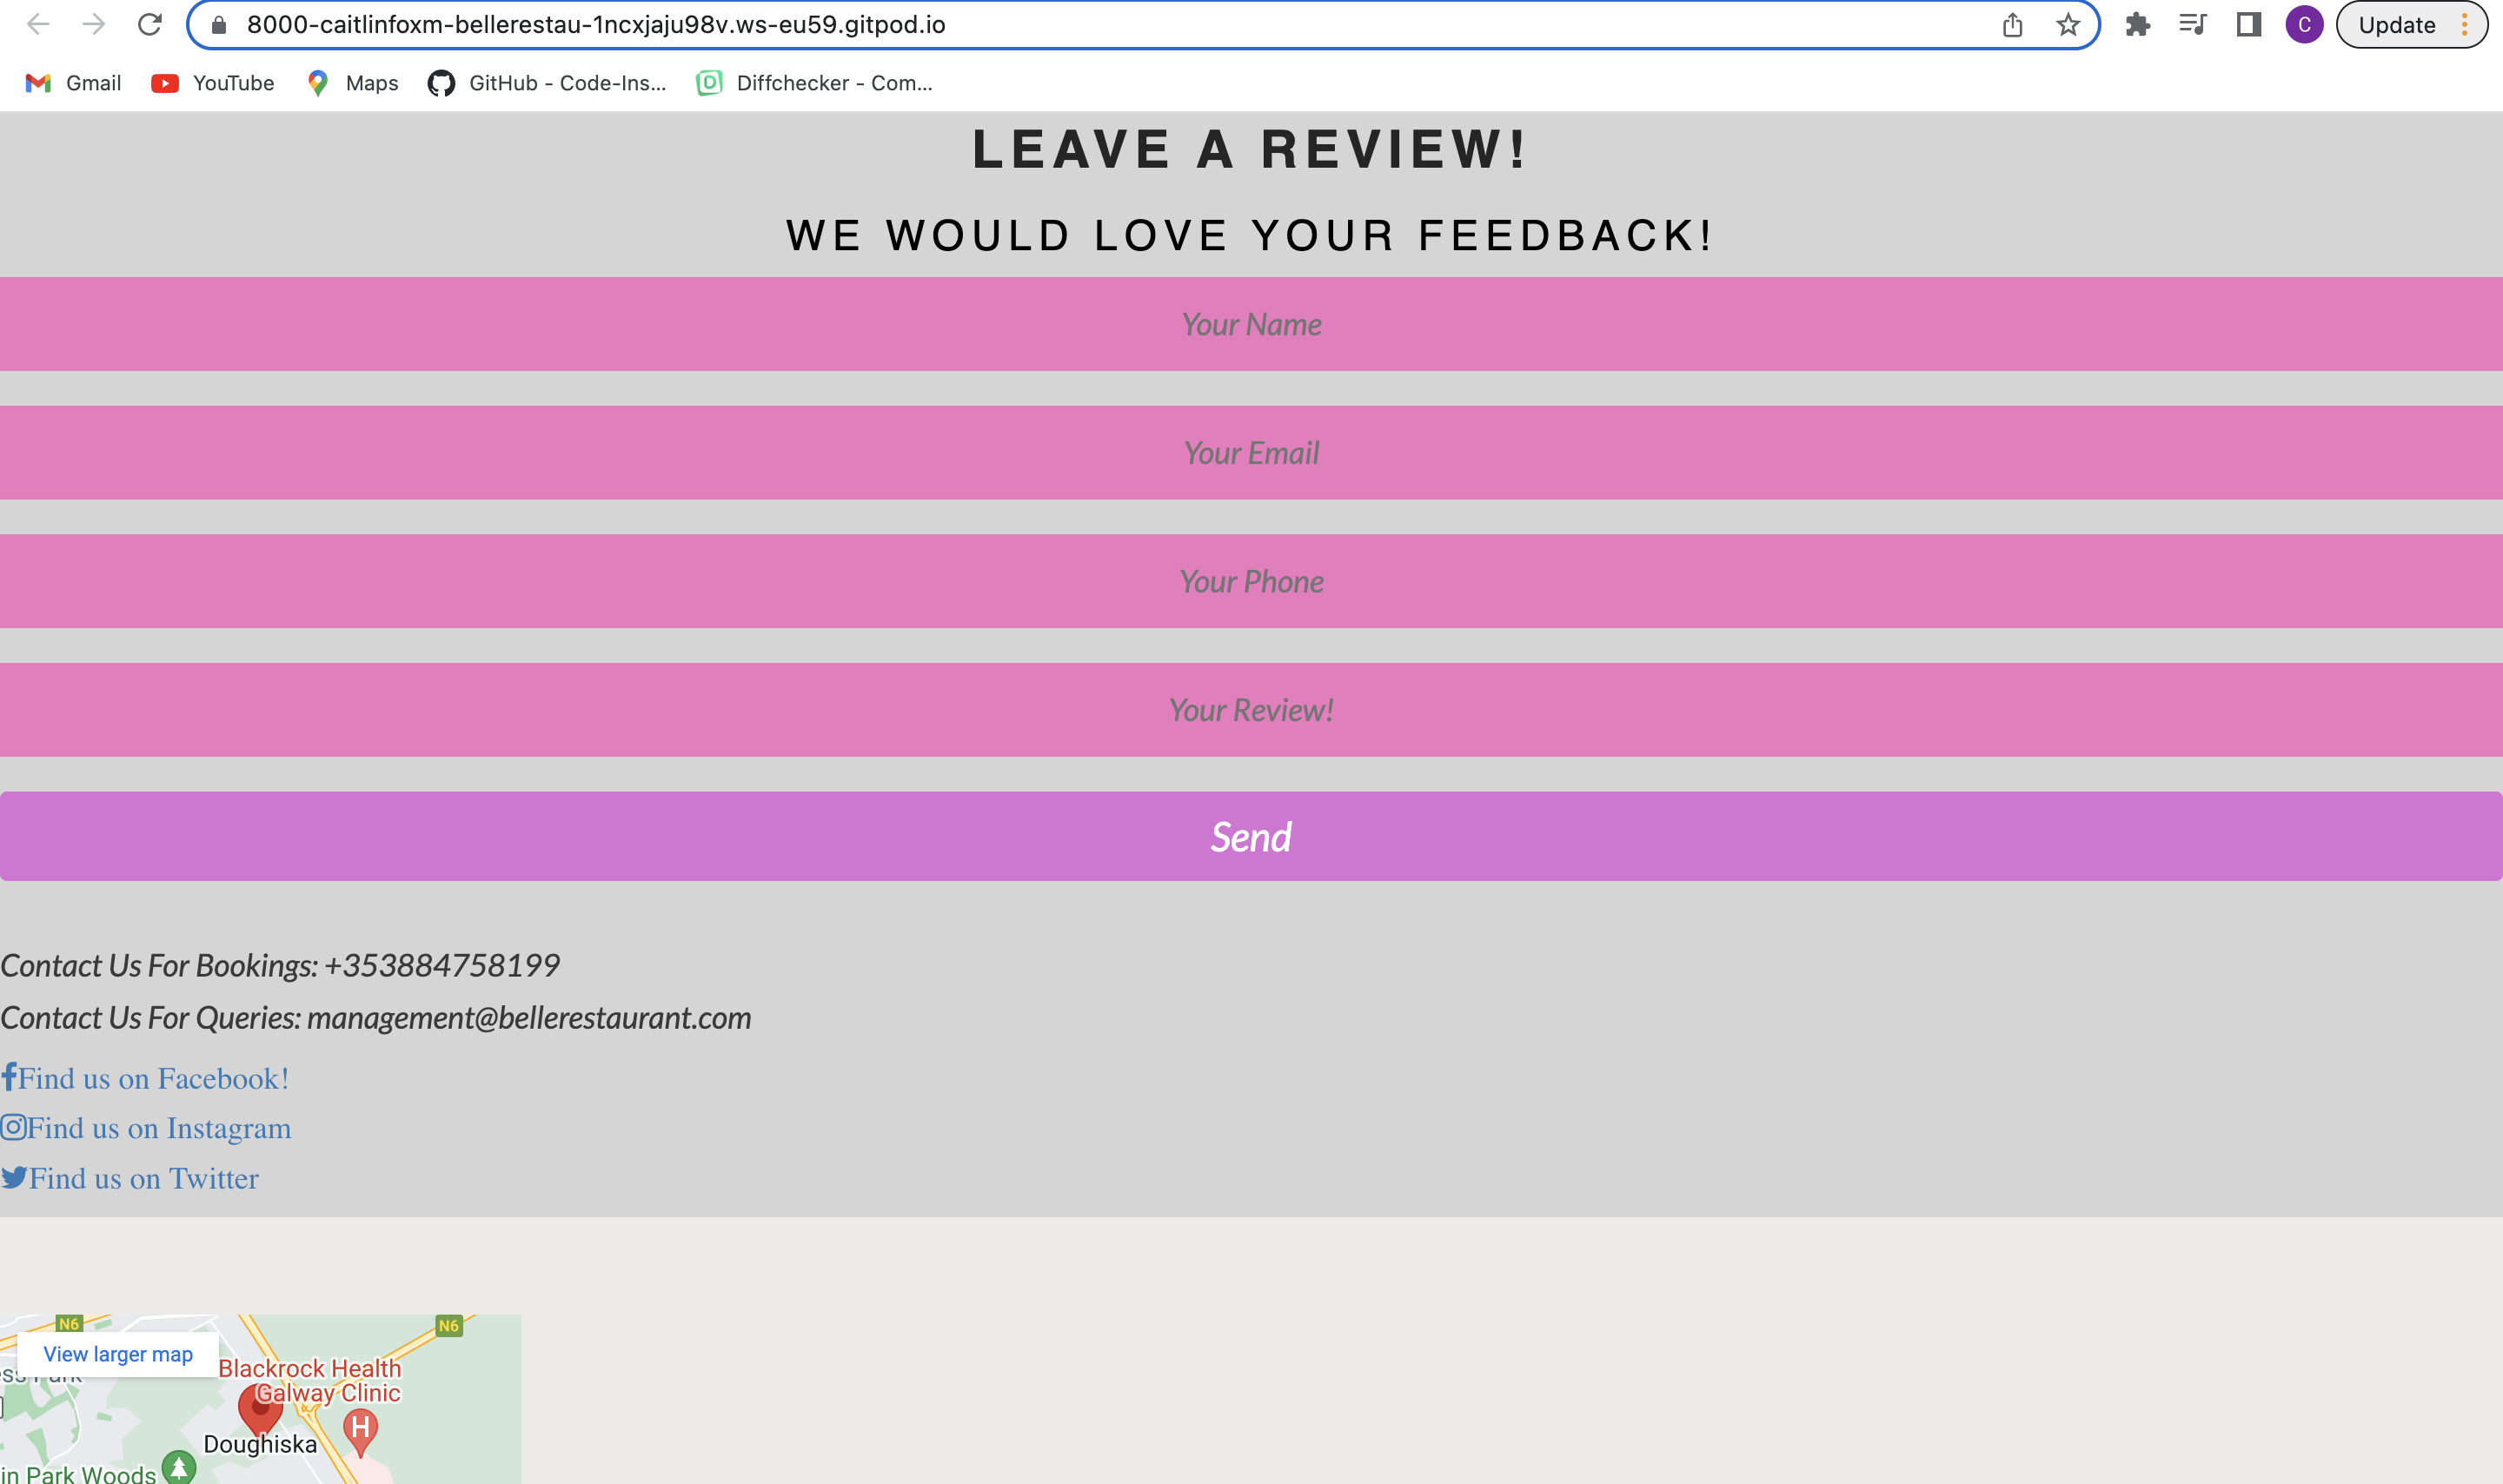 8000-caitlinfoxm-bellerestau-1ncxjaju98v.ws-eu59.gitpod.io
C
Update
Gmail
YouTube
Maps
GitHub - Code-Ins...
Diffchecker - Com...
LEAVE A REVIEW!
WE WOULD LOVE YOUR FEEDBACK!
Your Name
Your Email
Your Phone
Your Review!
Send
Contact Us For Bookings: +353884758199
Contact Us For Queries: management@bellerestaurant.com
Find us on Facebook!
Find us on Instagram
Find us on Twitter
N6
N6
View larger map
Blackrock Health
Galway Clinic
H
Doughiska
in Park Woods